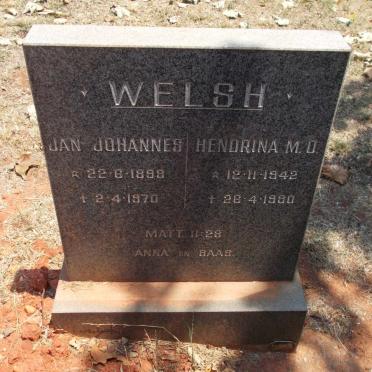 WELSH
JAN JOHANNES HENDRINA M.D.
22-6-1898 12-11-1942
2-4-1970 28-4-1980
MATT. 11:28
ANNA en BAAS.